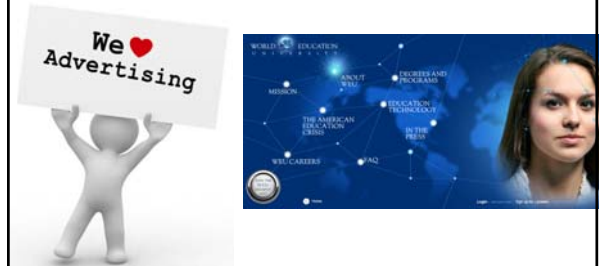 We ❤
Advertising
WORLD EDUCATION
UNIVERSITY
ABOUT
WEU
DEGREES AND
PROGRAMS
MISSION
EDUCATION
TECHNOLOGY
THE AMERICAN
EDUCATION
CRISIS
IN THE
PRESS
WEU CAREERS
FAQ